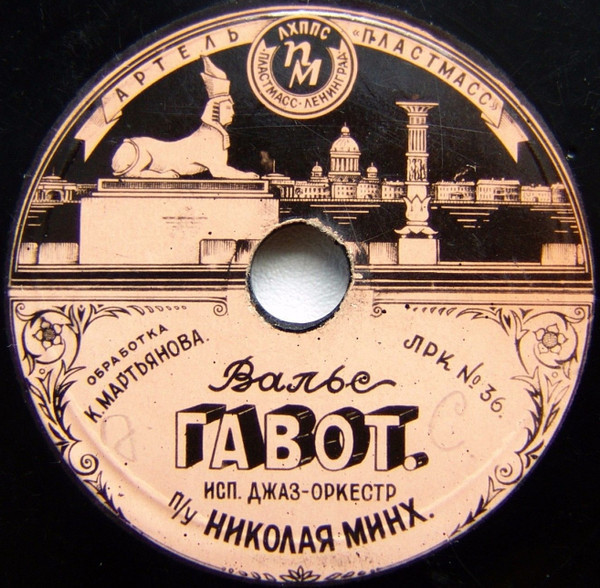 АРТЕЛЬ «ПЛАСТМАСС»
ЛХППС
ПМ
ПЛАСТМАСС·ЛЕНИНГРАД
ОБРАБОТКА
К. МАРТЬЯНОВА.
ЛРК № 36.
Вальс
ГАВОТ.
ИСП. ДЖАЗ-ОРКЕСТР
П/У НИКОЛАЯ МИНХ.